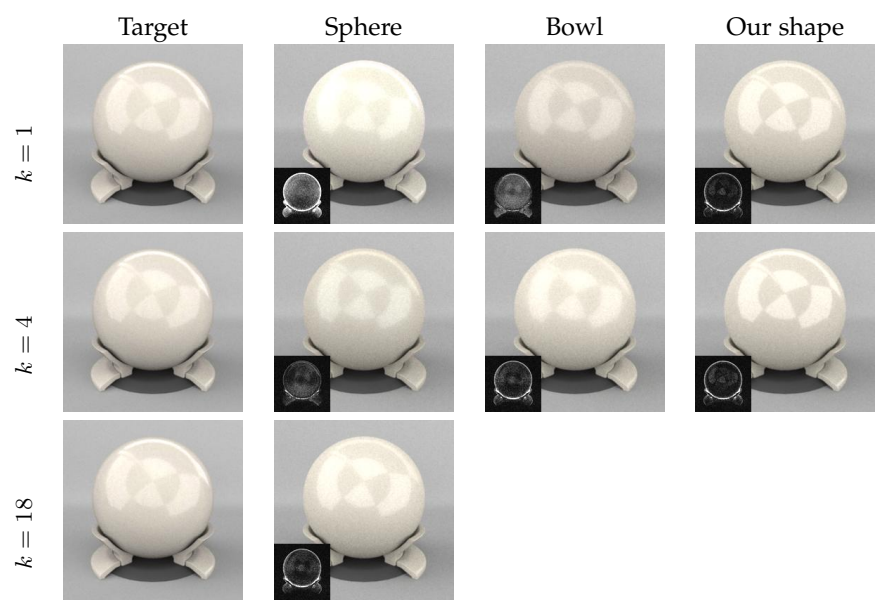 Target Sphere Bowl Our shape
k = 1
k = 4
k = 18